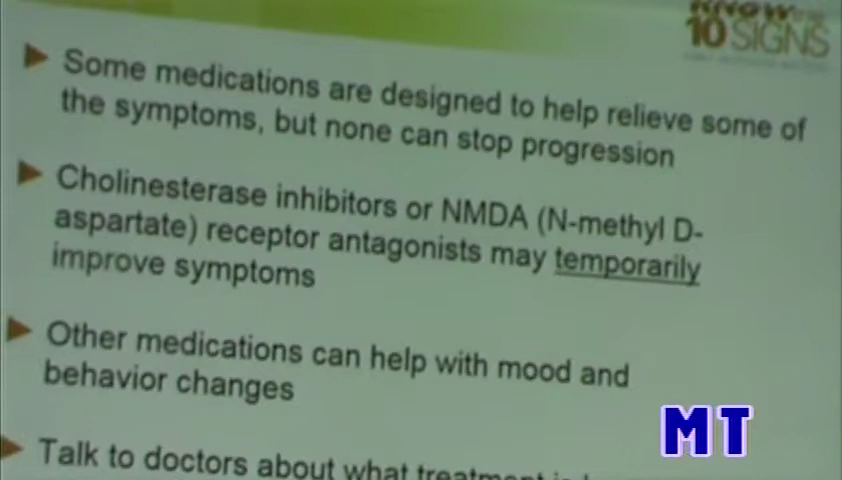 KNOW the
10 SIGNS
Some medications are designed to help relieve some of
the symptoms, but none can stop progression
Cholinesterase inhibitors or NMDA (N-methyl D-
aspartate) receptor antagonists may temporarily
improve symptoms
Other medications can help with mood and
behavior changes
MT
Talk to doctors about what treatment is